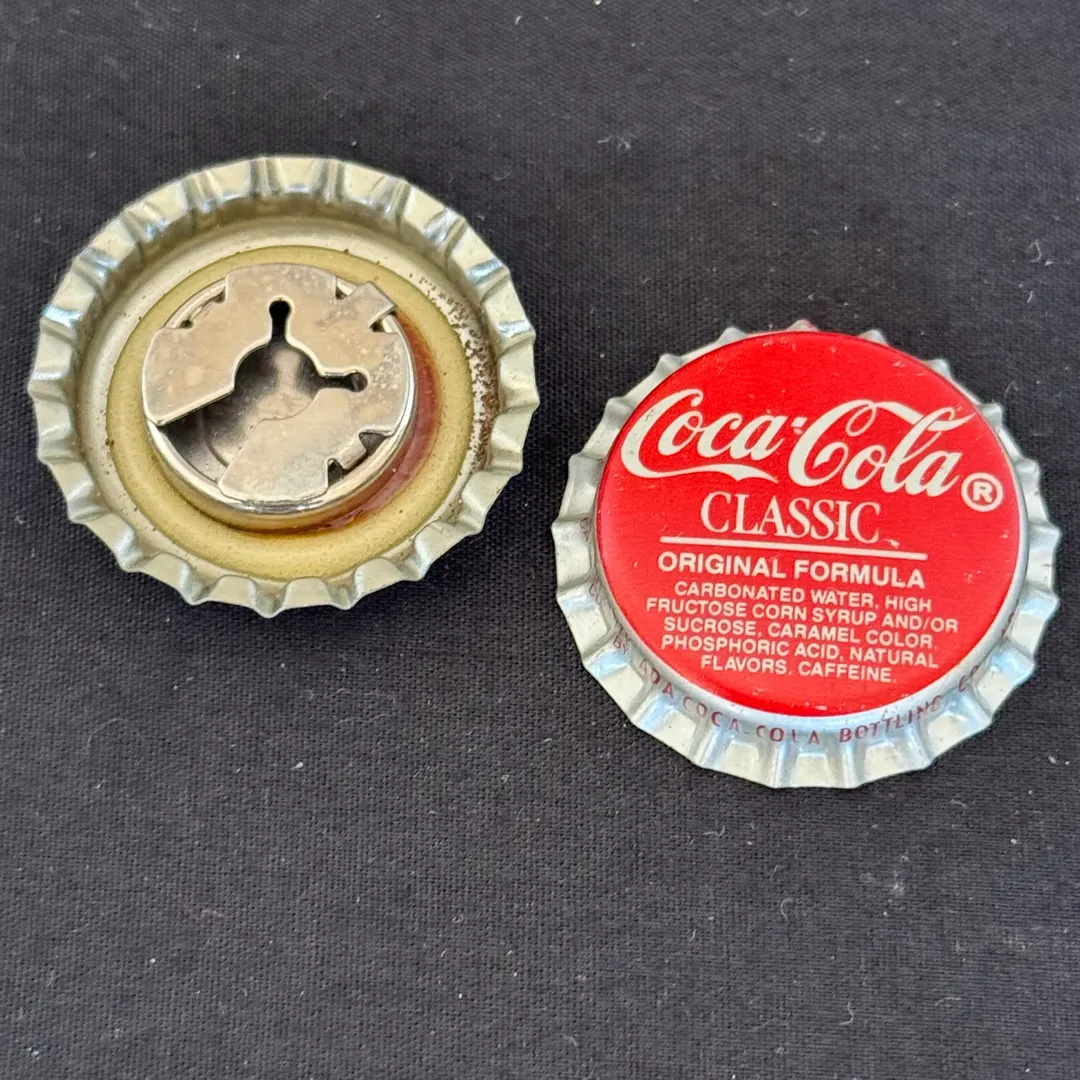 Coca-Cola ®
CLASSIC
ORIGINAL FORMULA
CARBONATED WATER, HIGH
FRUCTOSE CORN SYRUP AND/OR
SUCROSE, CARAMEL COLOR,
PHOSPHORIC ACID, NATURAL
FLAVORS, CAFFEINE.
COCA-COLA BOTTLING